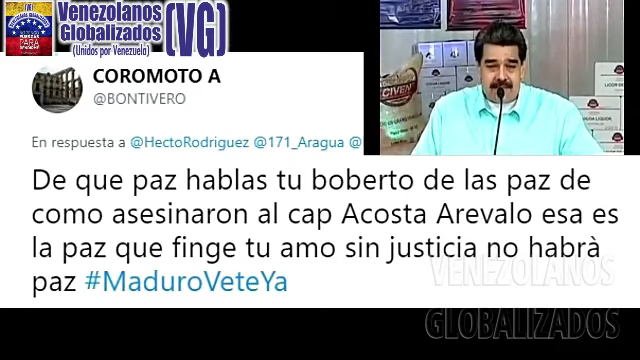 Venezolanos
Globalizados
(Unidos por Venezuela)
(VG)
COROMOTO A
@BONTIVERO
En respuesta a @HectoRodriguez @171_Aragua @
De que paz hablas tu boberto de las paz de
como asesinaron al cap Acosta Arevalo esa es
la paz que finge tu amo sin justicia no habrà
paz #MaduroVeteYa
VENEZOLANOS
GLOBALIZADOS